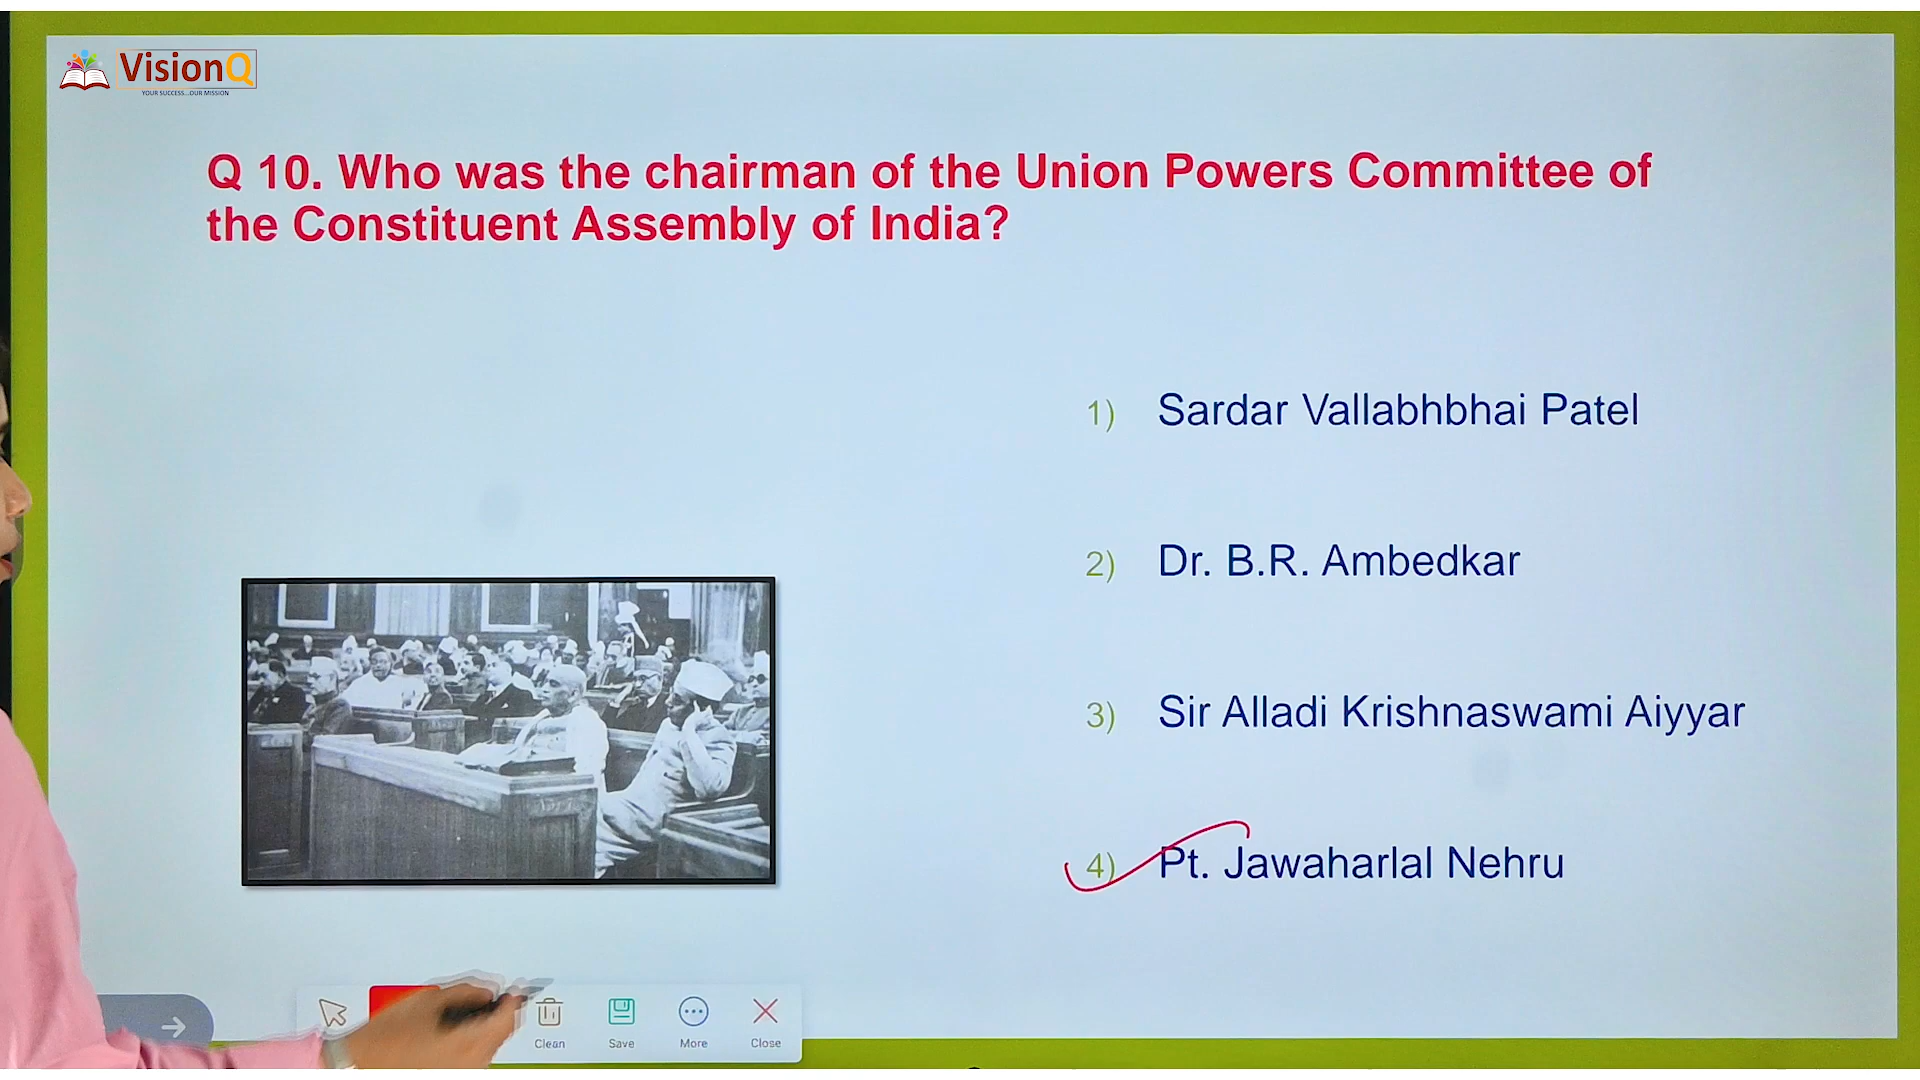 VisionQ
YOUR SUCCESS...OUR MISSION
Q 10. Who was the chairman of the Union Powers Committee of
the Constituent Assembly of India?
1) Sardar Vallabhbhai Patel
2) Dr. B.R. Ambedkar
3) Sir Alladi Krishnaswami Aiyyar
4) Pt. Jawaharlal Nehru
Clean Save More Close